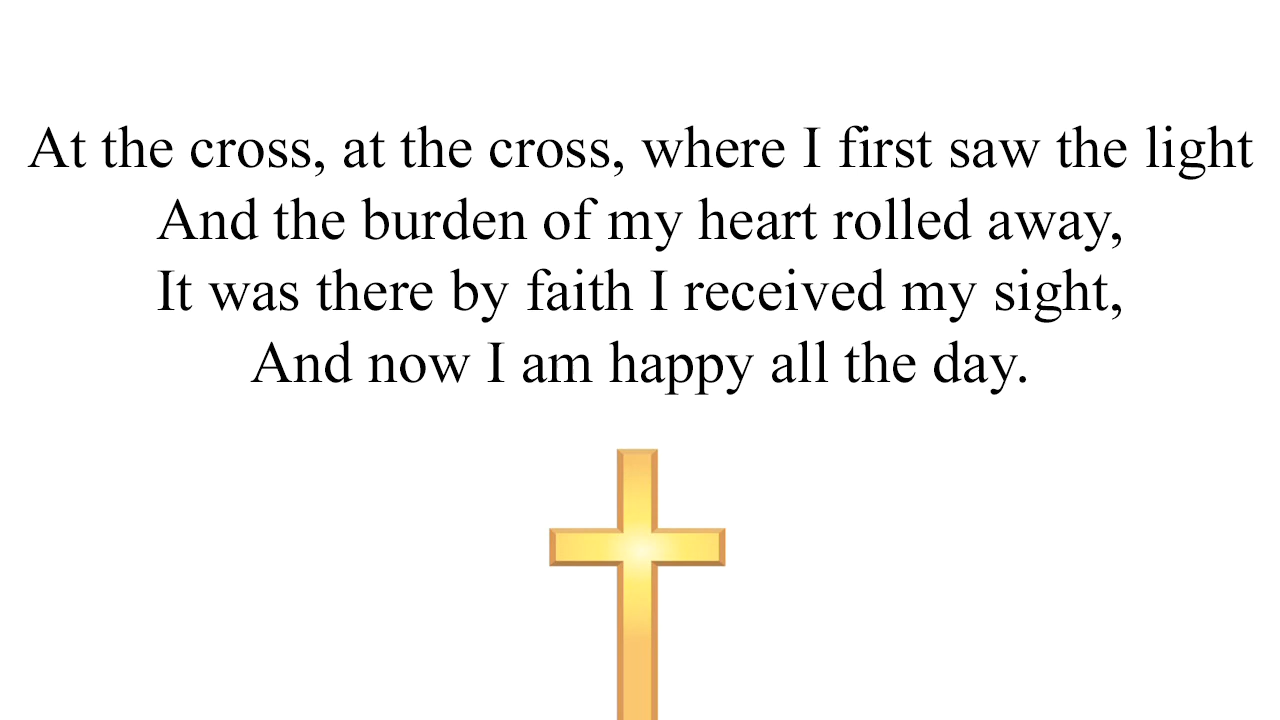 At the cross, at the cross, where I first saw the light
And the burden of my heart rolled away,
It was there by faith I received my sight,
And now I am happy all the day.